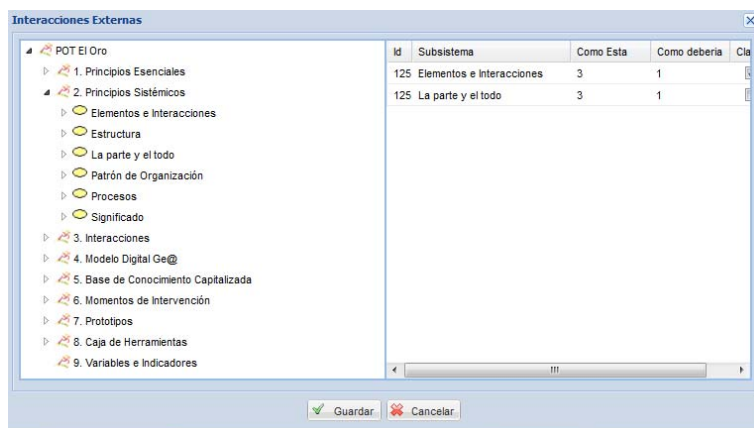 Interacciones Externas
POT El Oro
1. Principios Esenciales
2. Principios Sistémicos
Elementos e Interacciones
Estructura
La parte y el todo
Patrón de Organización
Procesos
Significado
3. Interacciones
4. Modelo Digital Ge@
5. Base de Conocimiento Capitalizada
6. Momentos de Intervención
7. Prototipos
8. Caja de Herramientas
9. Variables e Indicadores
Id Subsistema Como Esta Como deberia Cla
125 Elementos e Interacciones 3 1
125 La parte y el todo 3 1
Guardar Cancelar